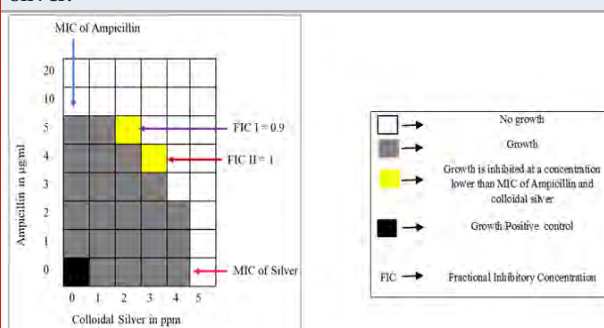 MIC of Ampicillin
20
10
5
4
3
2
1
0
Ampicillin in µg/ml
0 1 2 3 4 5
Colloidal Silver in ppm
FIC I = 0.9
FIC II = 1
MIC of Silver
No growth
Growth
Growth is inhibited at a concentration
lower than MIC of Ampicillin and
colloidal silver
Growth Positive control
FIC
Fractional Inhibitory Concentration